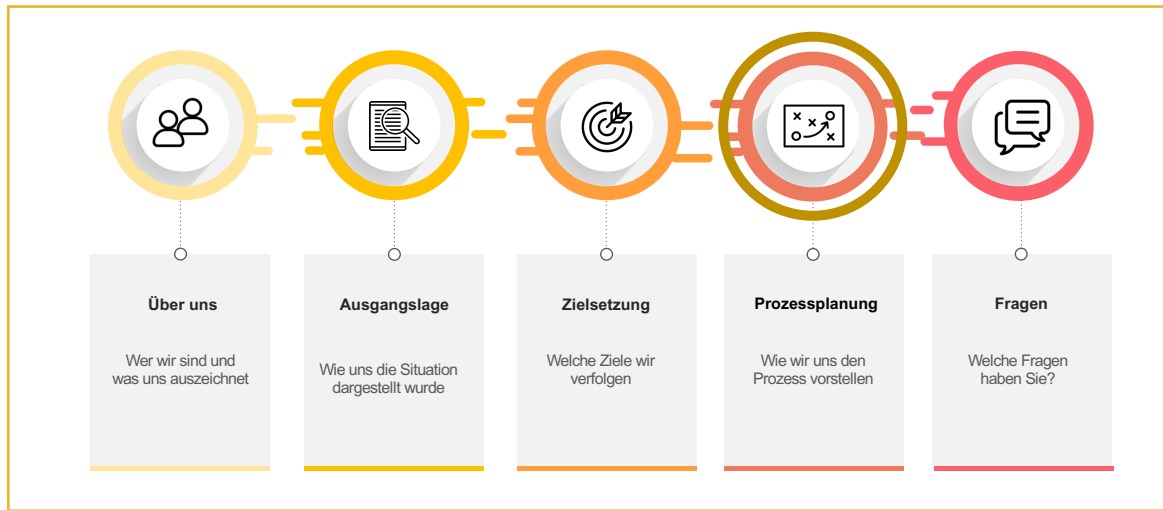 Über uns
Wer wir sind und
was uns auszeichnet
Ausgangslage
Wie uns die Situation
dargestellt wurde
Zielsetzung
Welche Ziele wir
verfolgen
Prozessplanung
Wie wir uns den
Prozess vorstellen
Fragen
Welche Fragen
haben Sie?